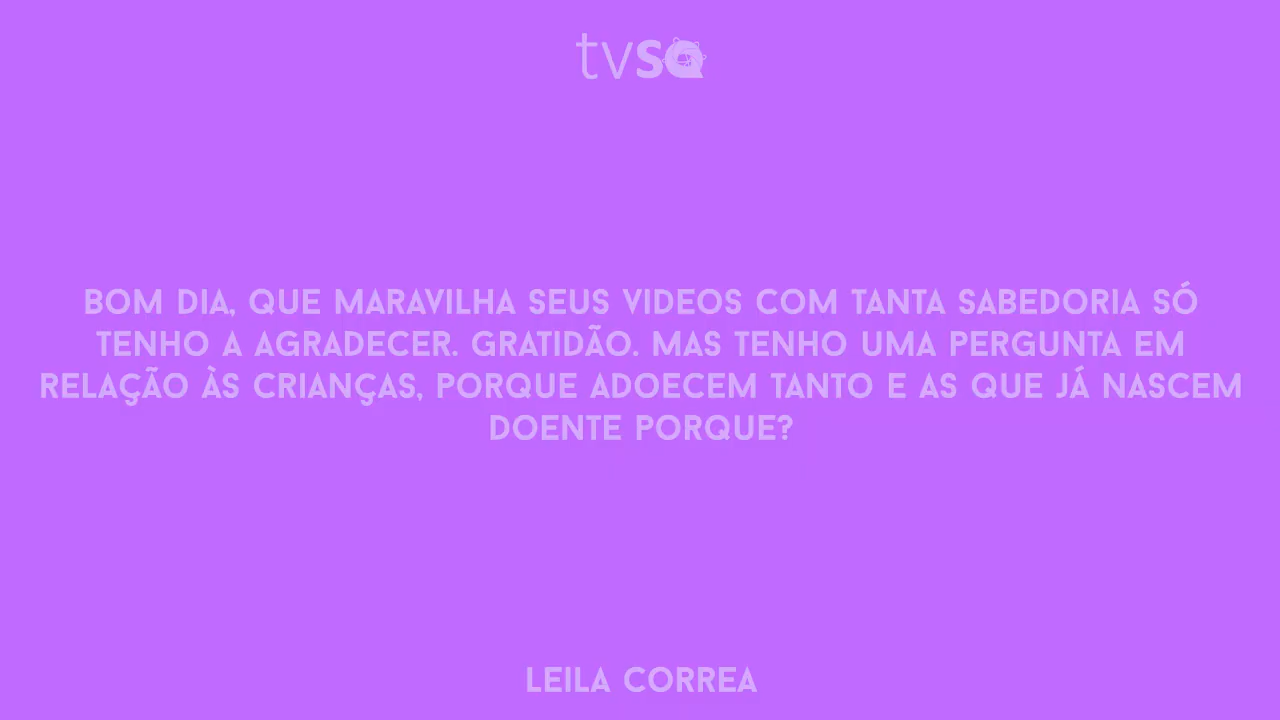 tvsa
BOM DIA, QUE MARAVILHA SEUS VIDEOS COM TANTA SABEDORIA SÓ
TENHO A AGRADECER. GRATIDÃO. MAS TENHO UMA PERGUNTA EM
RELAÇÃO ÀS CRIANÇAS, PORQUE ADOECEM TANTO E AS QUE JÁ NASCEM
DOENTE PORQUE?
LEILA CORREA